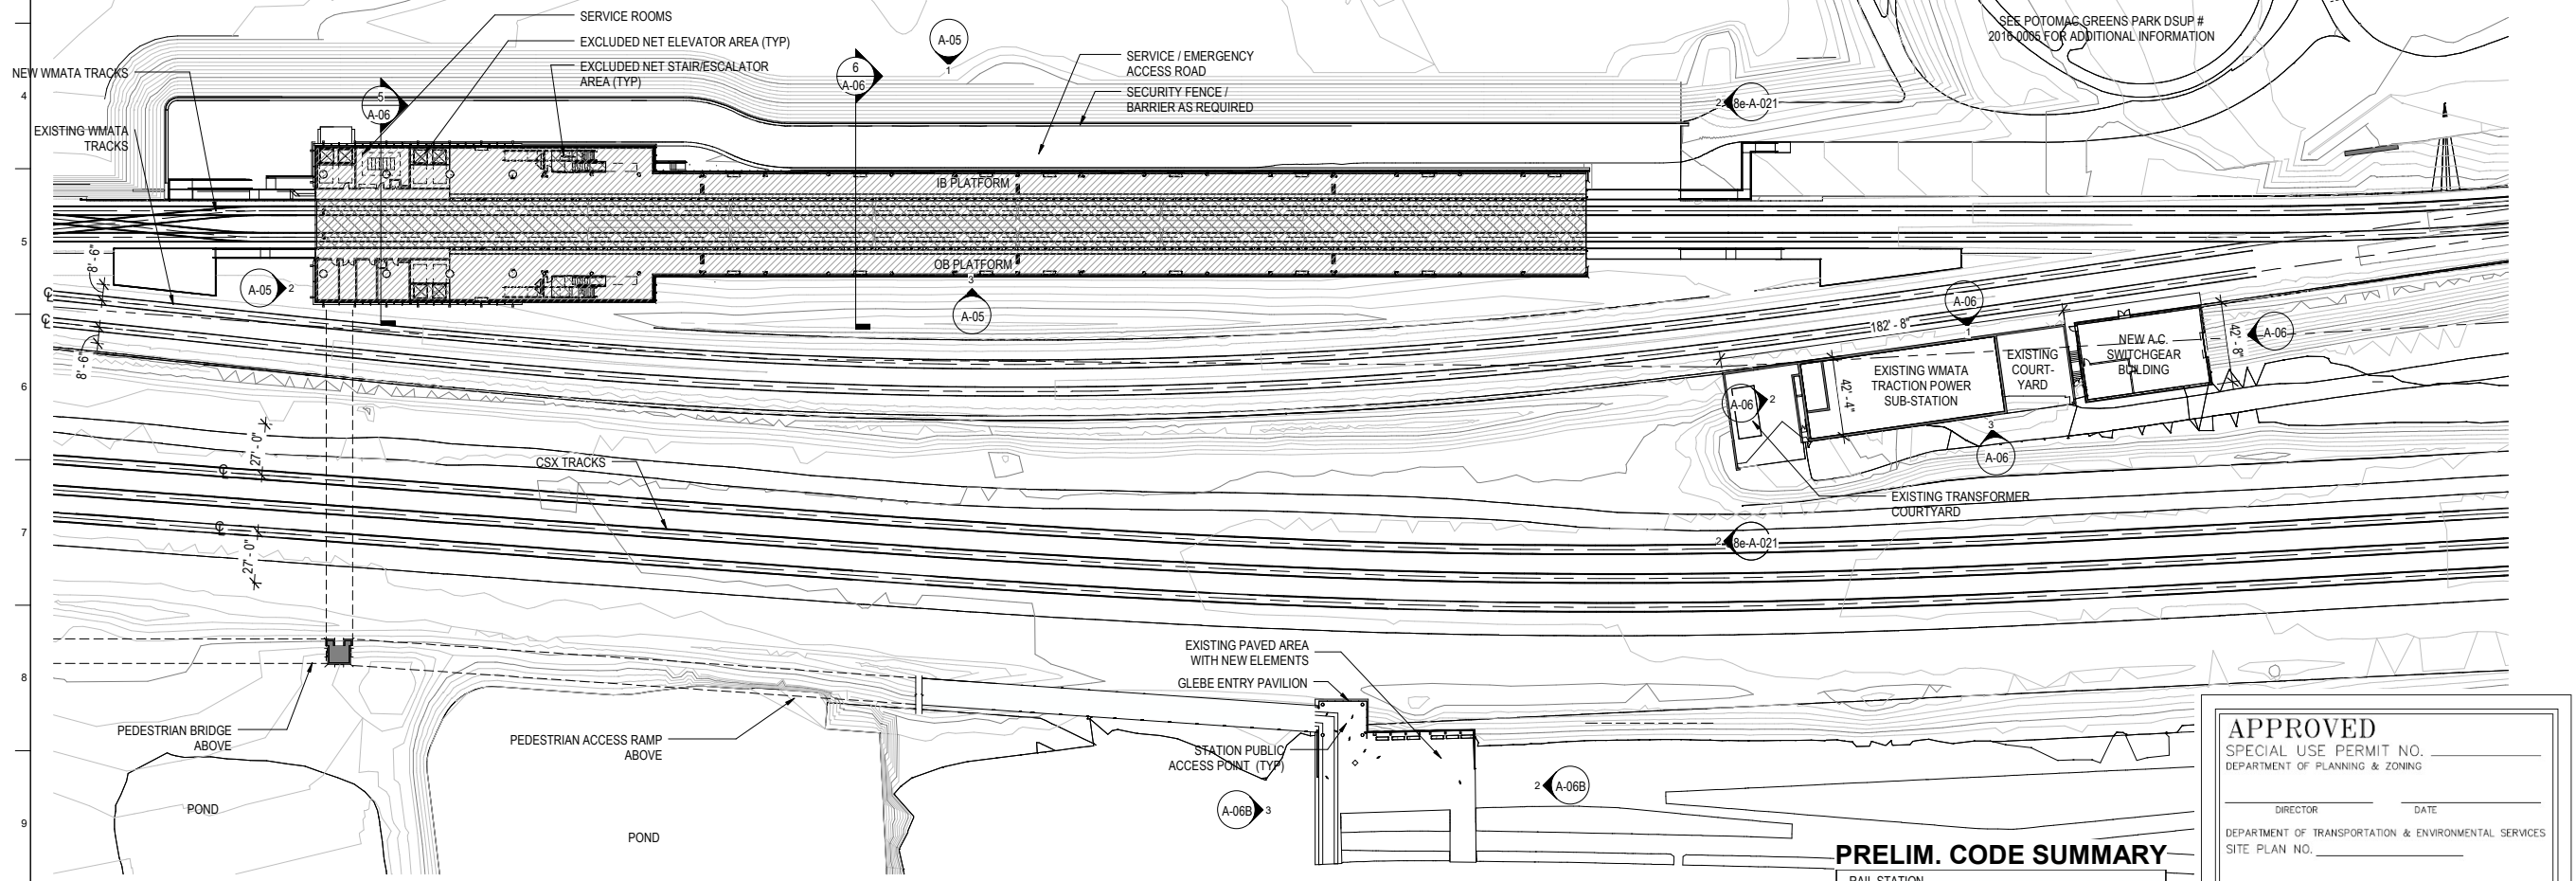 SERVICE ROOMS
EXCLUDED NET ELEVATOR AREA (TYP)
EXCLUDED NET STAIR/ESCALATOR
AREA (TYP)
NEW WMATA TRACKS
EXISTING WMATA
TRACKS
4
5
A-06
6
A-06
A-05
1
SERVICE / EMERGENCY
ACCESS ROAD
SECURITY FENCE /
BARRIER AS REQUIRED
2
8e-A-021
SEE POTOMAC GREENS PARK DSUP #
2016-0005 FOR ADDITIONAL INFORMATION
IB PLATFORM
5
OB PLATFORM
8' - 6"
A-05
2
3
A-05
CL
CL
8' - 6"
6
182' - 8"
A-06
1
NEW A.C.
SWITCHGEAR
BUILDING
42' - 8"
A-06
EXISTING
COURT-
YARD
EXISTING WMATA
TRACTION POWER
SUB-STATION
42' - 4"
A-06
2
3
A-06
EXISTING TRANSFORMER
COURTYARD
27' - 0"
CL
CSX TRACKS
7
CL
27' - 0"
2
8e-A-021
8
PEDESTRIAN BRIDGE
ABOVE
PEDESTRIAN ACCESS RAMP
ABOVE
EXISTING PAVED AREA
WITH NEW ELEMENTS
GLEBE ENTRY PAVILION
STATION PUBLIC
ACCESS POINT (TYP)
A-06B
3
2
A-06B
9
POND
POND
PRELIM. CODE SUMMARY
RAIL STATION
APPROVED
SPECIAL USE PERMIT NO.
DEPARTMENT OF PLANNING & ZONING
DIRECTOR
DATE
DEPARTMENT OF TRANSPORTATION & ENVIRONMENTAL SERVICES
SITE PLAN NO.